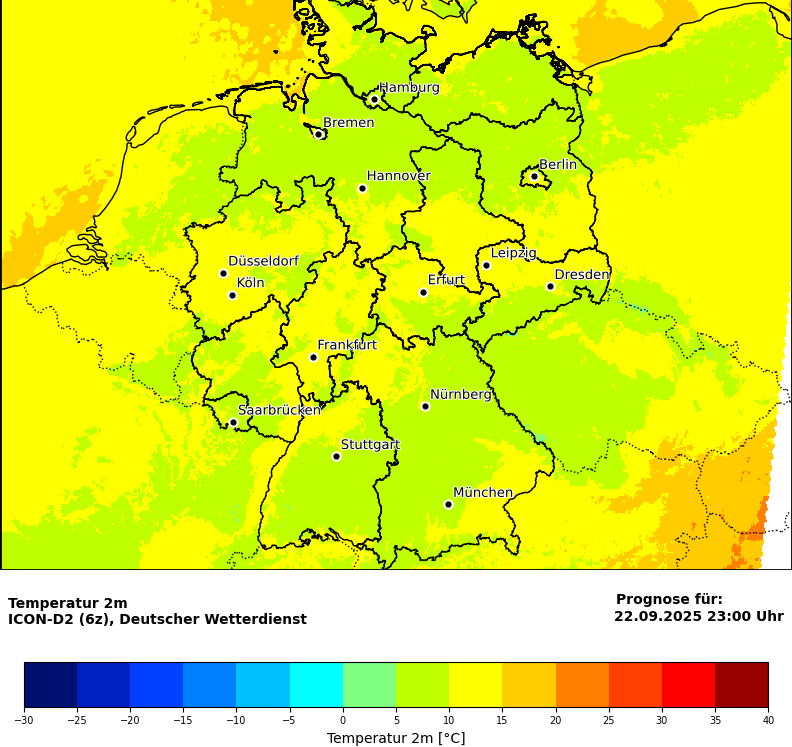 Hamburg
Bremen
Berlin
Hannover
Leipzig
Düsseldorf
Dresden
Köln
Erfurt
Frankfurt
Nürnberg
Saarbrücken
Stuttgart
München
Temperatur 2m
ICON-D2 (6z), Deutscher Wetterdienst
Prognose für:
22.09.2025 23:00 Uhr
−30 −25 −20 −15 −10 −5 0 5 10 15 20 25 30 35 40
Temperatur 2m [°C]